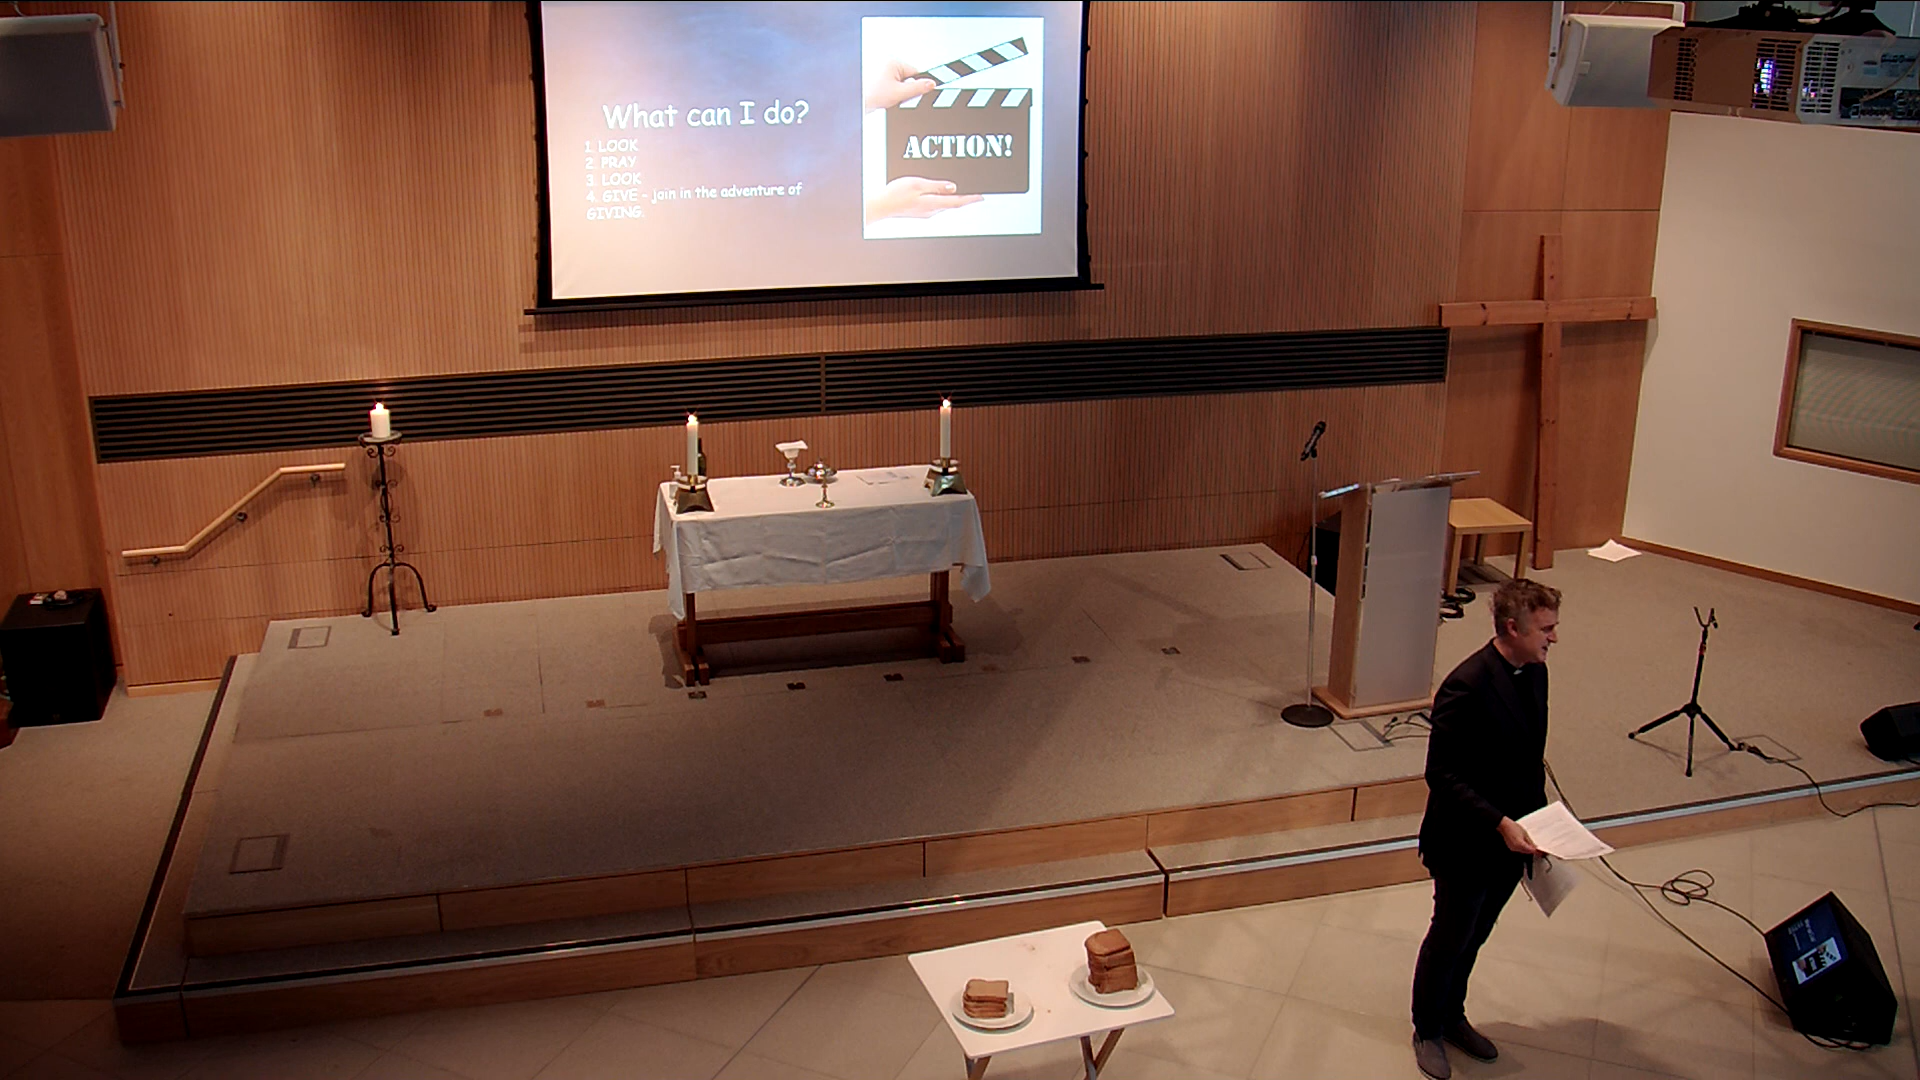 What can I do?
1. LOOK
2. PRAY
3. LOOK
4. GIVE - join in the adventure of
GIVING.
ACTION!